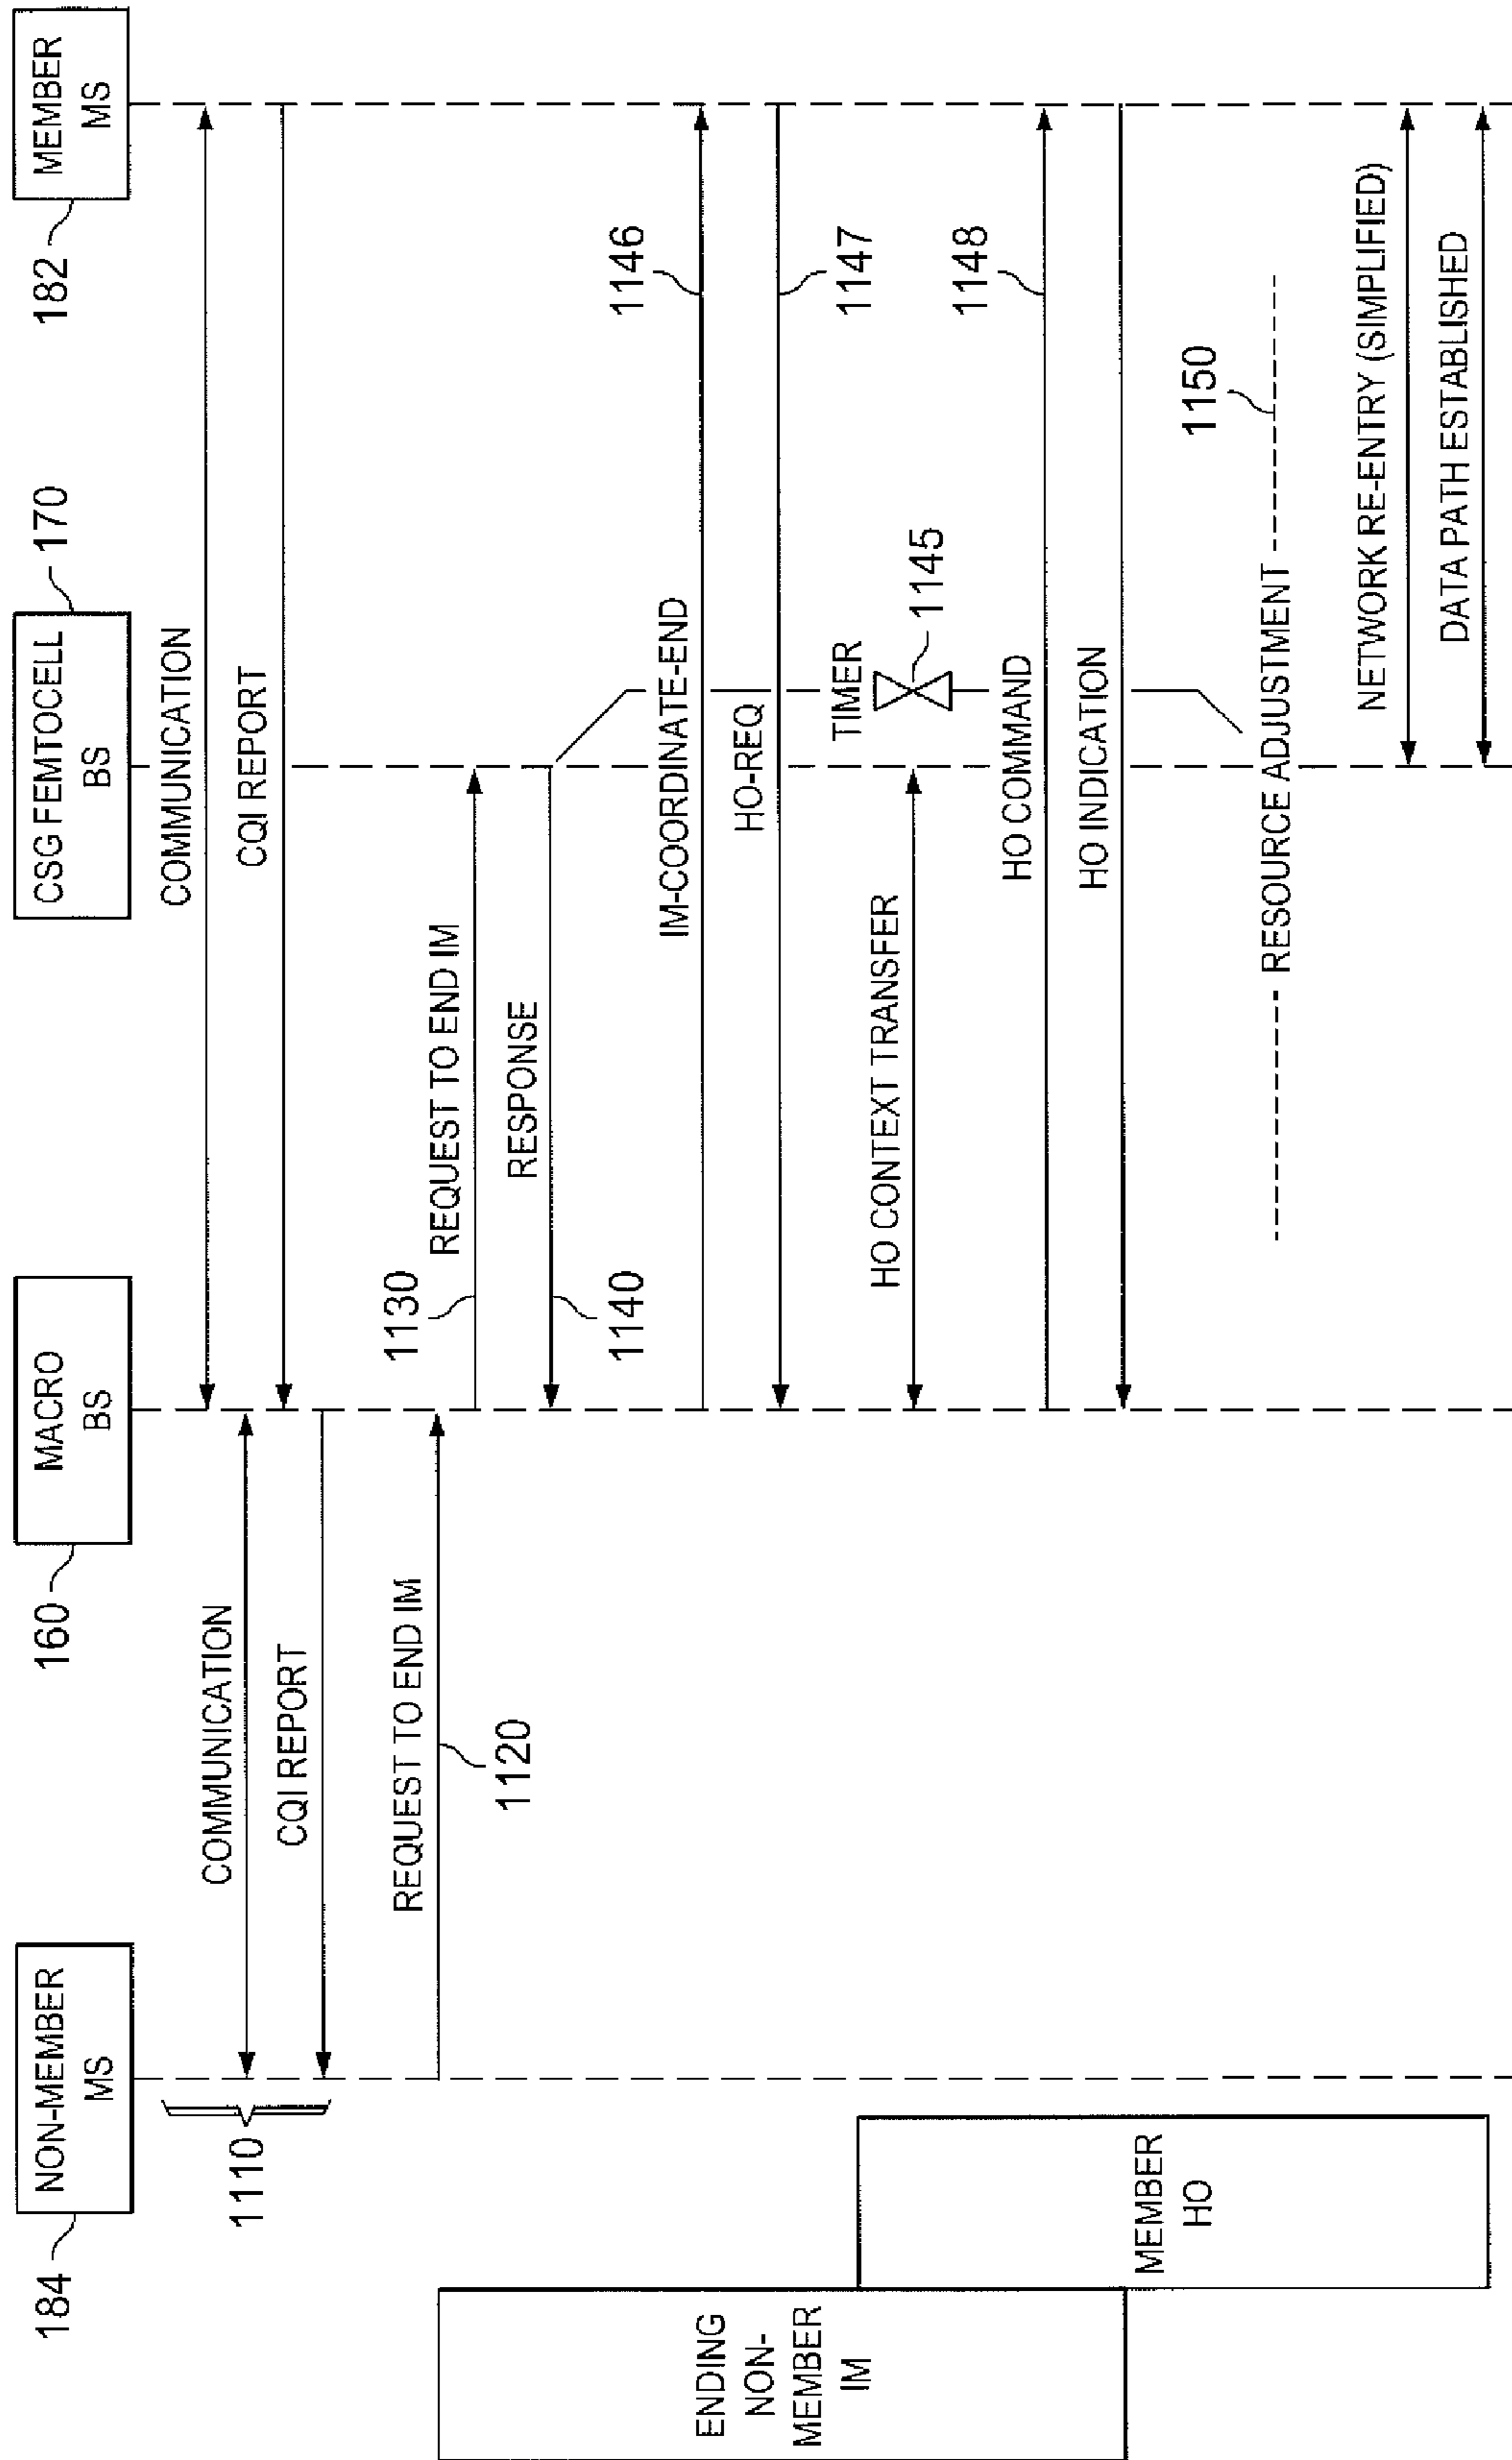 184
NON-MEMBER
MS
160
MACRO
BS
CSG FEMTOCELL
BS
170
182
MEMBER
MS
1110
COMMUNICATION
COMMUNICATION
CQI REPORT
CQI REPORT
REQUEST TO END IM
1120
1130
REQUEST TO END IM
RESPONSE
1140
ENDING
NON-
MEMBER
IM
IM-COORDINATE-END
1146
HO-REQ
1147
TIMER
1145
HO CONTEXT TRANSFER
HO COMMAND
1148
HO INDICATION
MEMBER
HO
RESOURCE ADJUSTMENT
1150
NETWORK RE-ENTRY (SIMPLIFIED)
DATA PATH ESTABLISHED